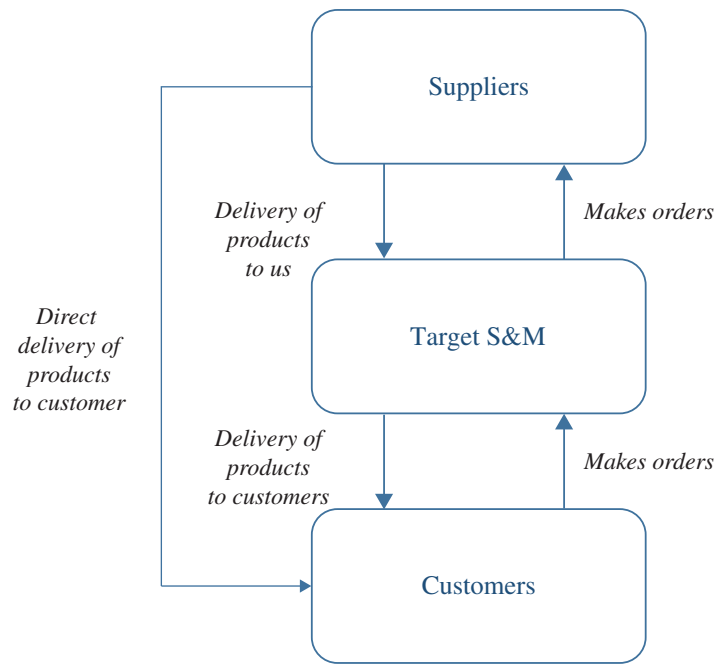 Suppliers
Delivery of
products
to us
Makes orders
Target S&M
Direct
delivery of
products
to customer
Delivery of
products
to customers
Makes orders
Customers